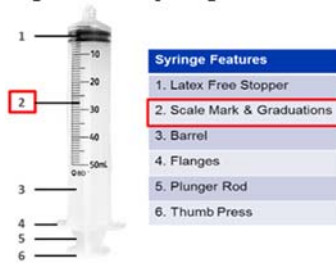 1
10
20
2
30
40
50mL
3
4
5
6
Syringe Features
1. Latex Free Stopper
2. Scale Mark & Graduations
3. Barrel
4. Flanges
5. Plunger Rod
6. Thumb Press